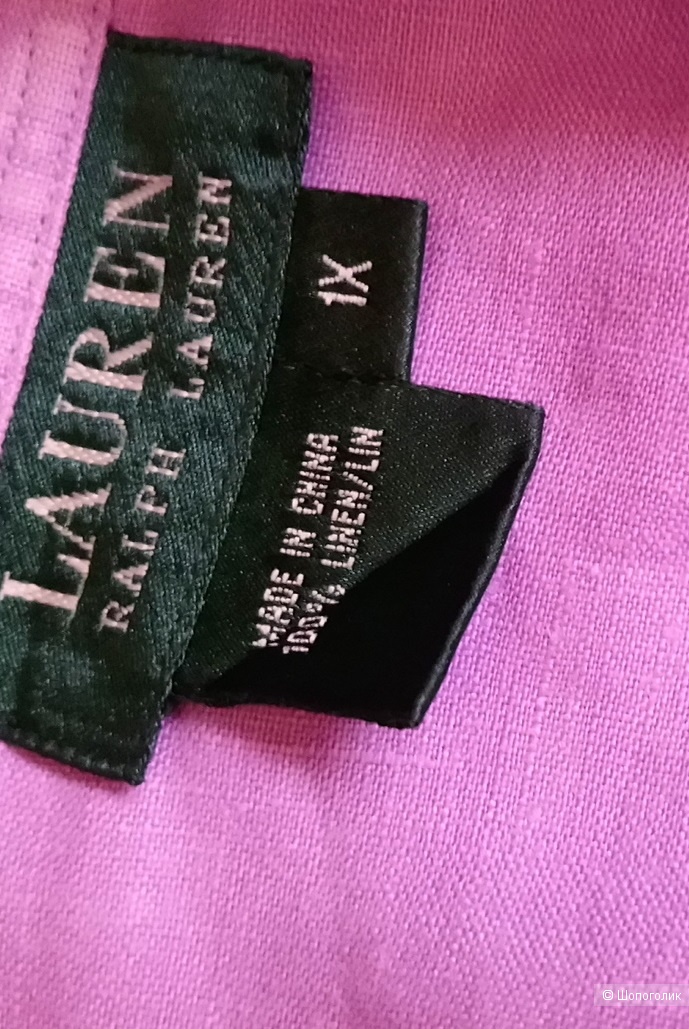 LAUREN
RALPH LAUREN
1X
MADE IN CHINA
100% LINEN/LIN
© Шопоголик